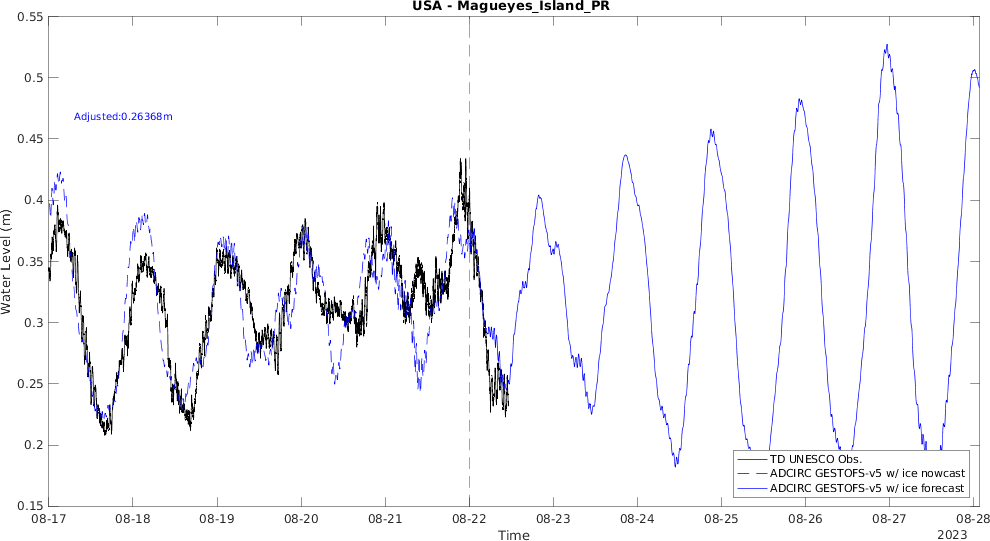 USA - Magueyes_Island_PR
0.55
0.5
0.45
0.4
0.35
0.3
0.25
0.2
0.15
Water Level (m)
Adjusted:0.26368m
TD UNESCO Obs.
ADCIRC GESTOFS-v5 w/ ice nowcast
ADCIRC GESTOFS-v5 w/ ice forecast
08-17 08-18 08-19 08-20 08-21 08-22 08-23 08-24 08-25 08-26 08-27 08-28
Time
2023